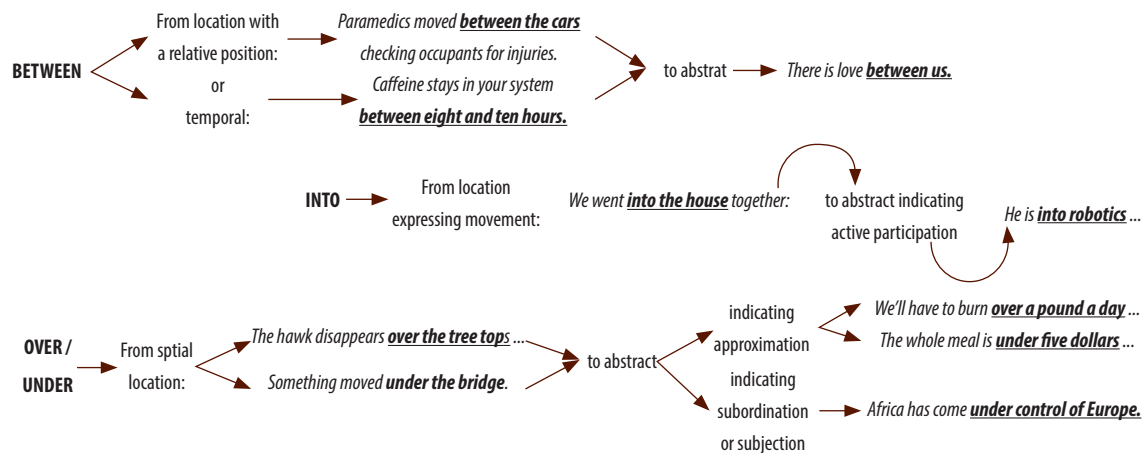 BETWEEN
From location with
a relative position:
or
temporal:
Paramedics moved between the cars
checking occupants for injuries.
Caffeine stays in your system
between eight and ten hours.
to abstrat
There is love between us.
INTO
From location
expressing movement:
We went into the house together:
to abstract indicating
active participation
He is into robotics ...
OVER /
UNDER
From sptial
location:
The hawk disappears over the tree tops ...
Something moved under the bridge.
to abstract
indicating
approximation
We'll have to burn over a pound a day ...
The whole meal is under five dollars ...
indicating
subordination
or subjection
Africa has come under control of Europe.